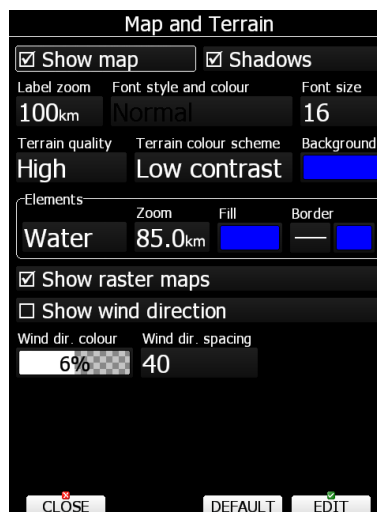 Map and Terrain
Show map Shadows
Label zoom Font style and colour Font size
100km Normal 16
Terrain quality Terrain colour scheme Background
High Low contrast
Elements
Zoom Fill Border
Water 85.0km
Show raster maps
Show wind direction
Wind dir. colour Wind dir. spacing
6% 40
CLOSE DEFAULT EDIT